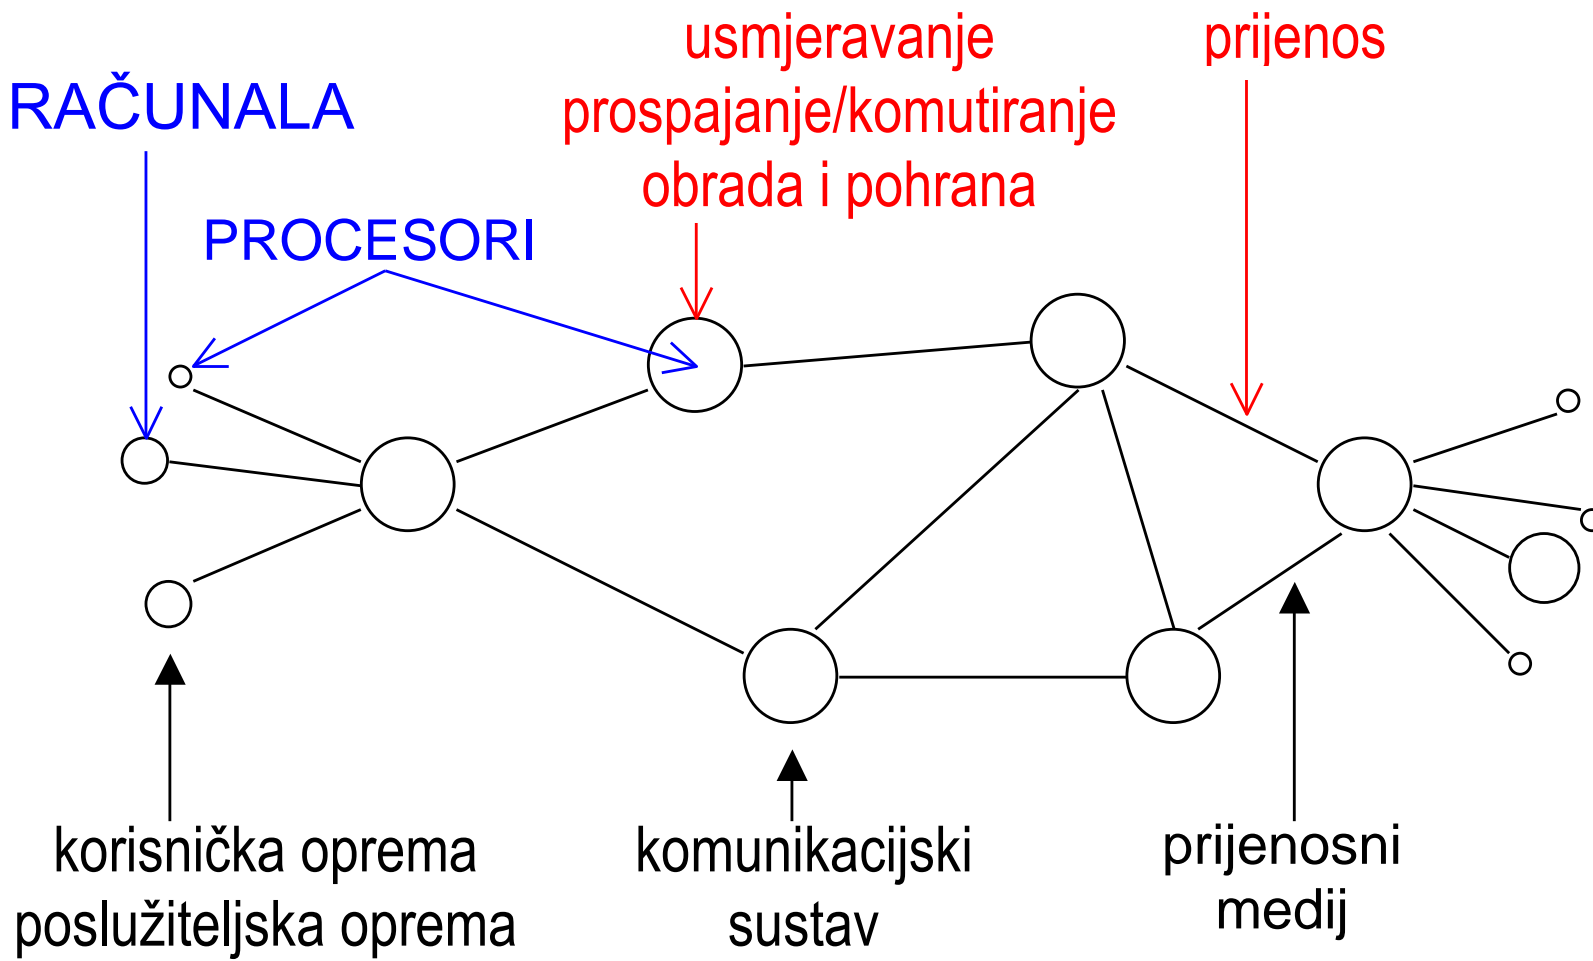 usmjeravanje
prospajanje/komutiranje
obrada i pohrana
prijenos
RAČUNALA
PROCESORI
korisnička oprema
poslužiteljska oprema
komunikacijski
sustav
prijenosni
medij